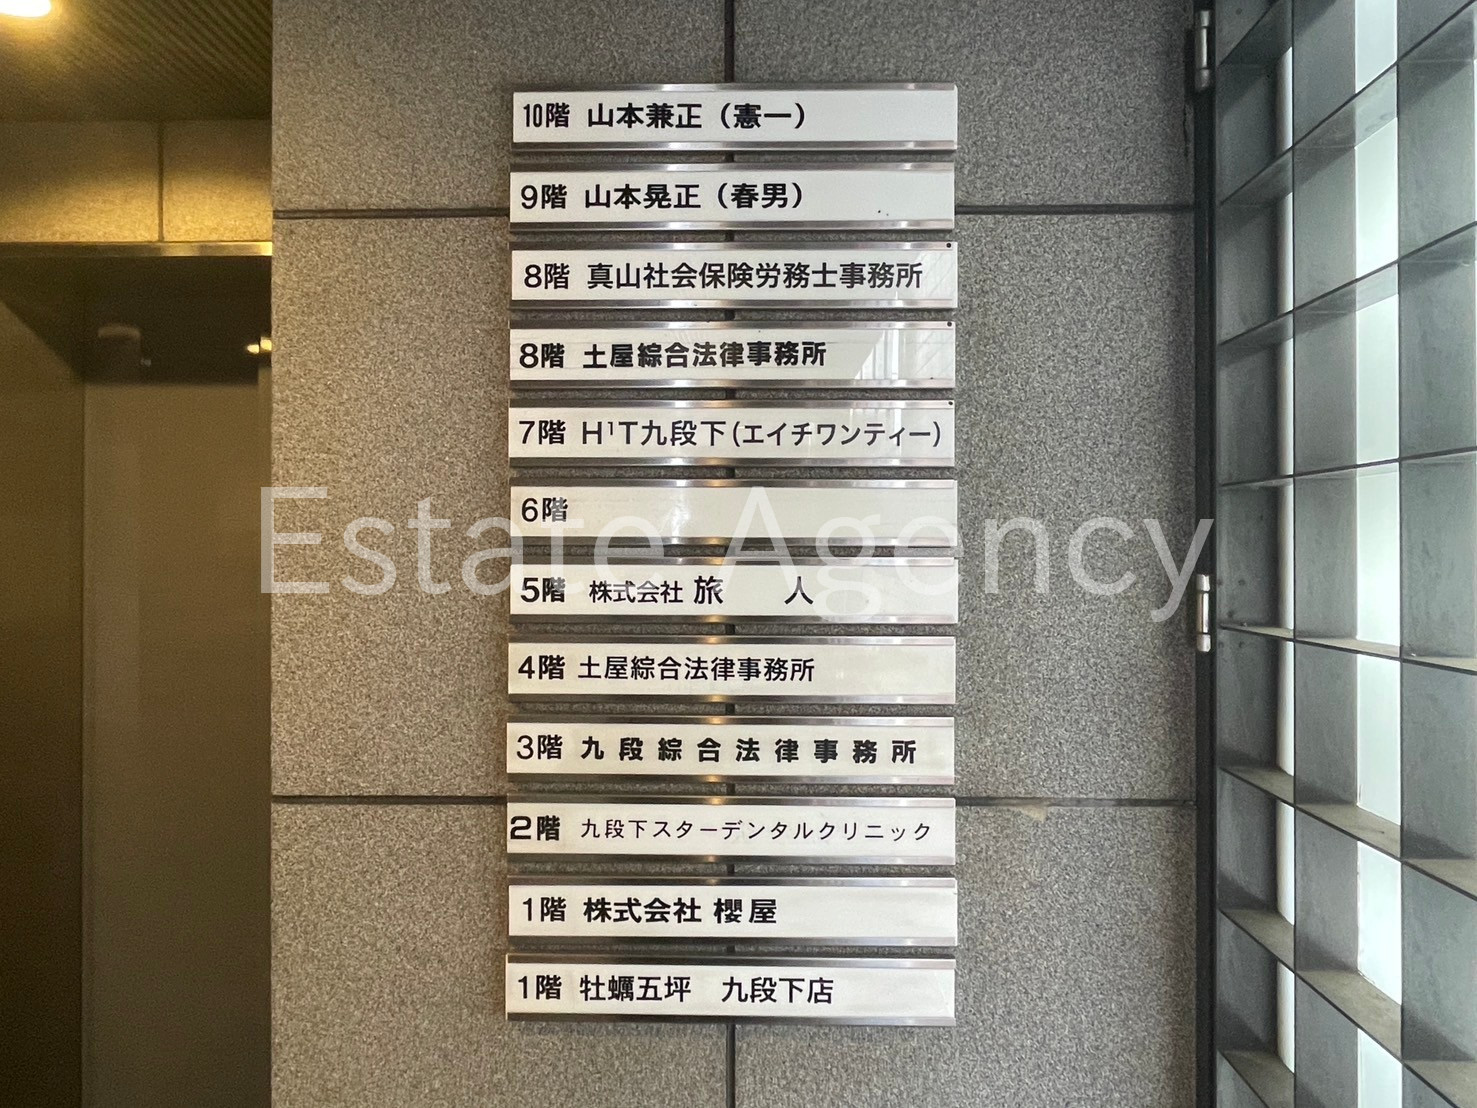 10階 山本兼正（憲一）
9階 山本晃正（春男）
8階 真山社会保険労務士事務所
8階 土屋綜合法律事務所
7階 H¹T九段下(エイチワンティー)
6階
Estate Agency
5階 株式会社 旅　人
4階 土屋綜合法律事務所
3階 九段綜合法律事務所
2階 九段下スターデンタルクリニック
1階 株式会社 櫻屋
1階 牡蠣五坪　九段下店